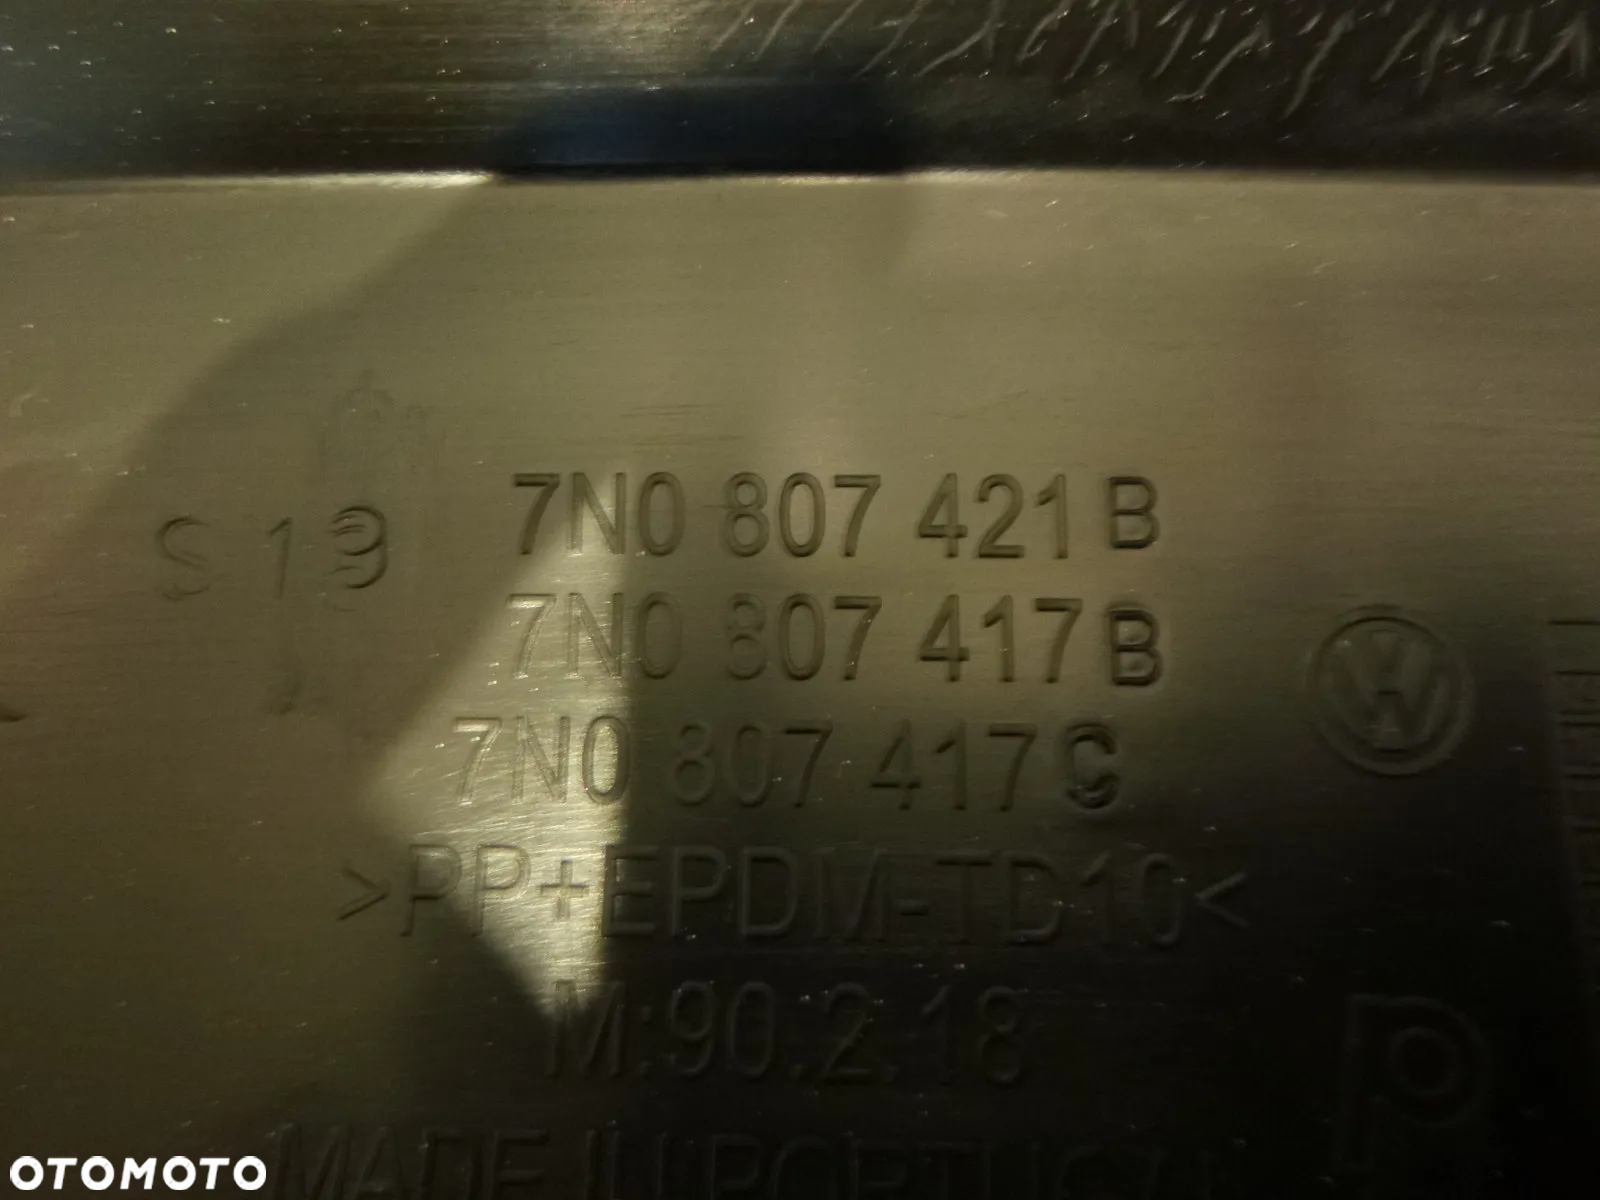 S 19
7N0 807 421 B
7N0 807 417 B
7N0 807 417 C
>PP+EPDM-TD10<
M:90.2.18
MADE IN PORTUGAL
OTOMOTO